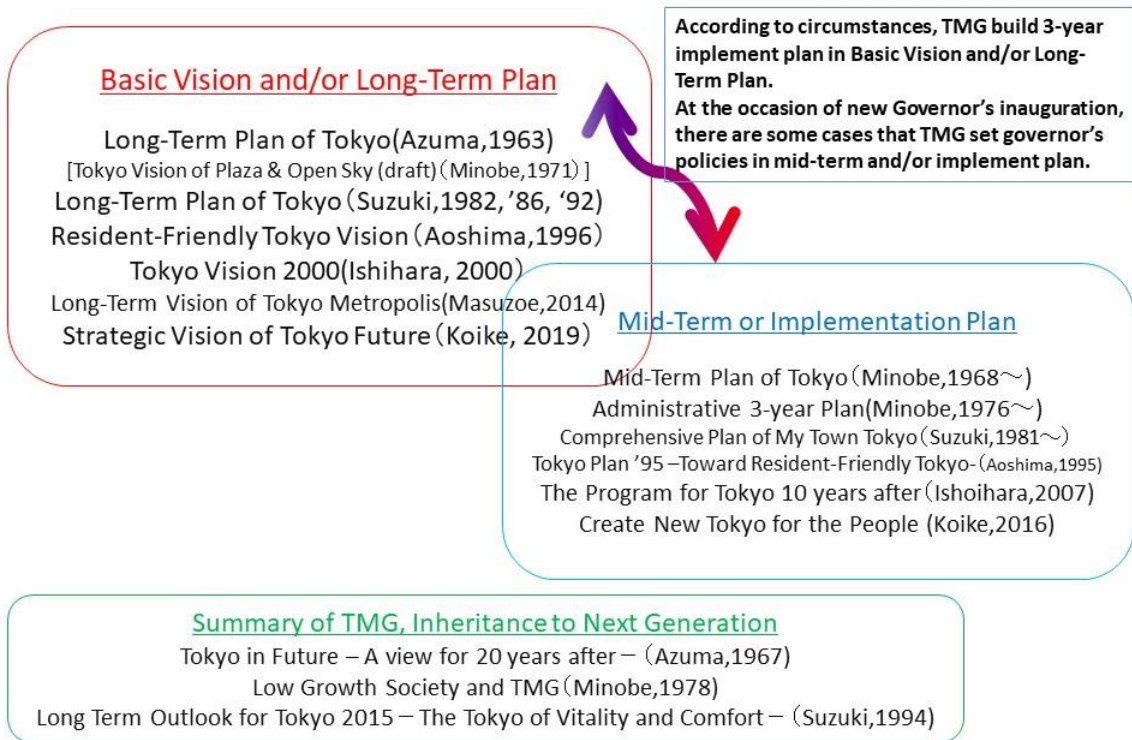 According to circumstances, TMG build 3-year
implement plan in Basic Vision and/or Long-
Term Plan.
At the occasion of new Governor's inauguration,
there are some cases that TMG set governor's
policies in mid-term and/or implement plan.
Basic Vision and/or Long-Term Plan
Long-Term Plan of Tokyo(Azuma,1963)
[Tokyo Vision of Plaza & Open Sky (draft)（Minobe,1971）]
Long-Term Plan of Tokyo（Suzuki,1982, ’86, ‘92)
Resident-Friendly Tokyo Vision（Aoshima,1996）
Tokyo Vision 2000(Ishihara, 2000）
Long-Term Vision of Tokyo Metropolis(Masuzoe,2014)
Strategic Vision of Tokyo Future（Koike, 2019）
Mid-Term or Implementation Plan
Mid-Term Plan of Tokyo（Minobe,1968～)
Administrative 3-year Plan(Minobe,1976～)
Comprehensive Plan of My Town Tokyo（Suzuki,1981～)
Tokyo Plan ’95 –Toward Resident-Friendly Tokyo-（Aoshima,1995)
The Program for Tokyo 10 years after（Ishoihara,2007)
Create New Tokyo for the People (Koike,2016)
Summary of TMG, Inheritance to Next Generation
Tokyo in Future – A view for 20 years after－（Azuma,1967)
Low Growth Society and TMG（Minobe,1978)
Long Term Outlook for Tokyo 2015－The Tokyo of Vitality and Comfort－（Suzuki,1994)